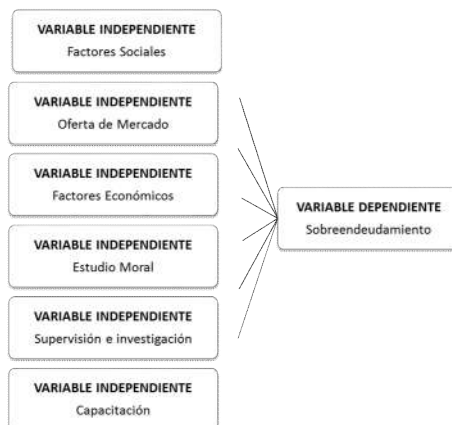 VARIABLE INDEPENDIENTE
Factores Sociales
VARIABLE INDEPENDIENTE
Oferta de Mercado
VARIABLE INDEPENDIENTE
Factores Económicos
VARIABLE INDEPENDIENTE
Estudio Moral
VARIABLE INDEPENDIENTE
Supervisión e investigación
VARIABLE INDEPENDIENTE
Capacitación
VARIABLE DEPENDIENTE
Sobreendeudamiento